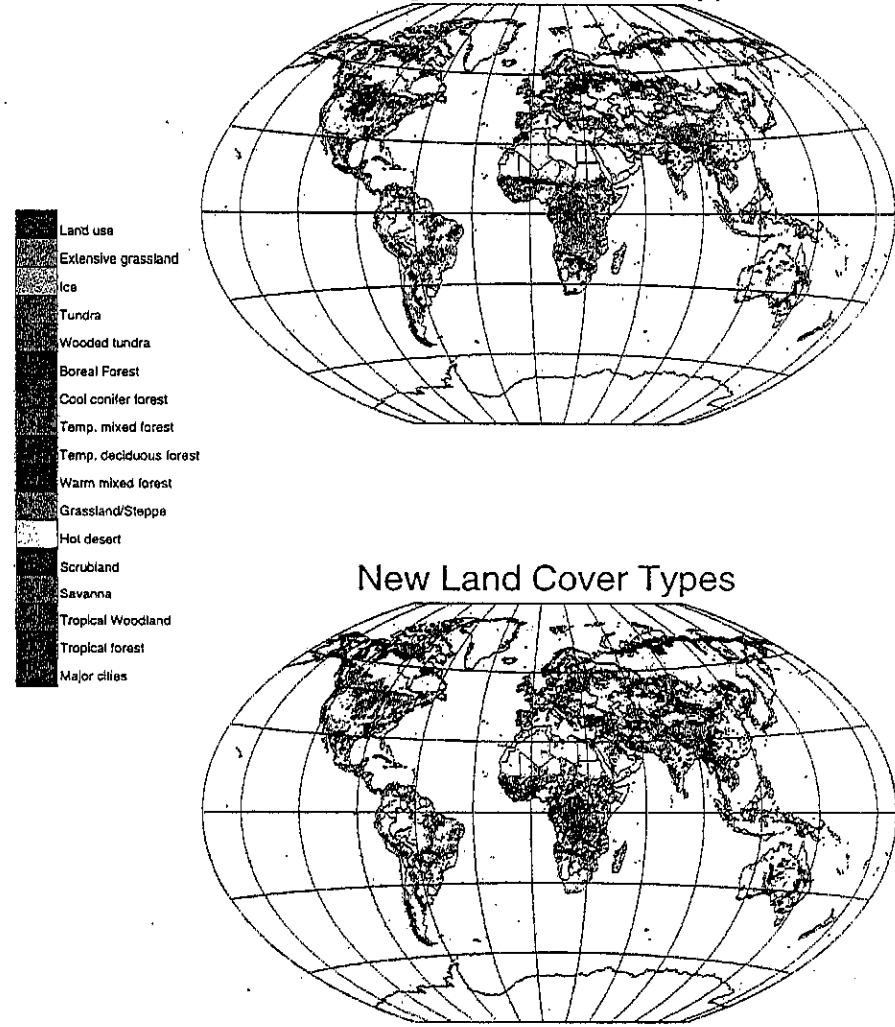 Land use
Extensive grassland
Ice
Tundra
Wooded tundra
Boreal Forest
Cool conifer forest
Temp. mixed forest
Temp. deciduous forest
Warm mixed forest
Grassland/Steppe
Hot desert
Scrubland
Savanna
Tropical Woodland
Tropical forest
Major cities
New Land Cover Types